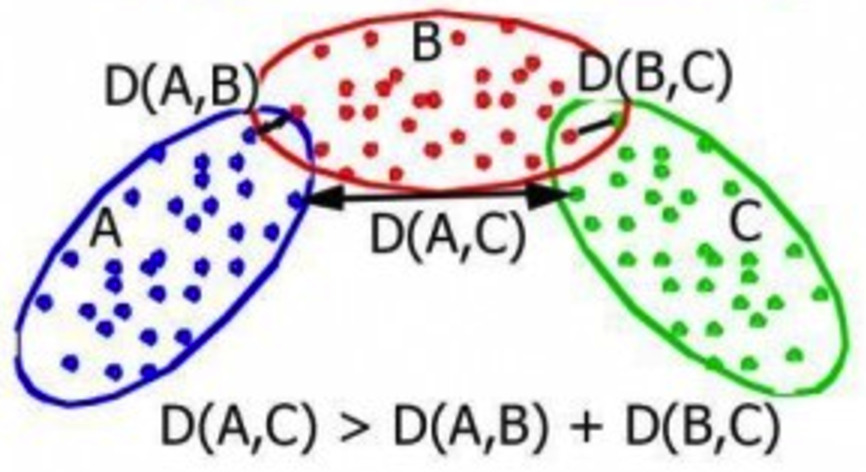 B
D(A,B)
D(B,C)
A
D(A,C)
C
D(A,C) > D(A,B) + D(B,C)